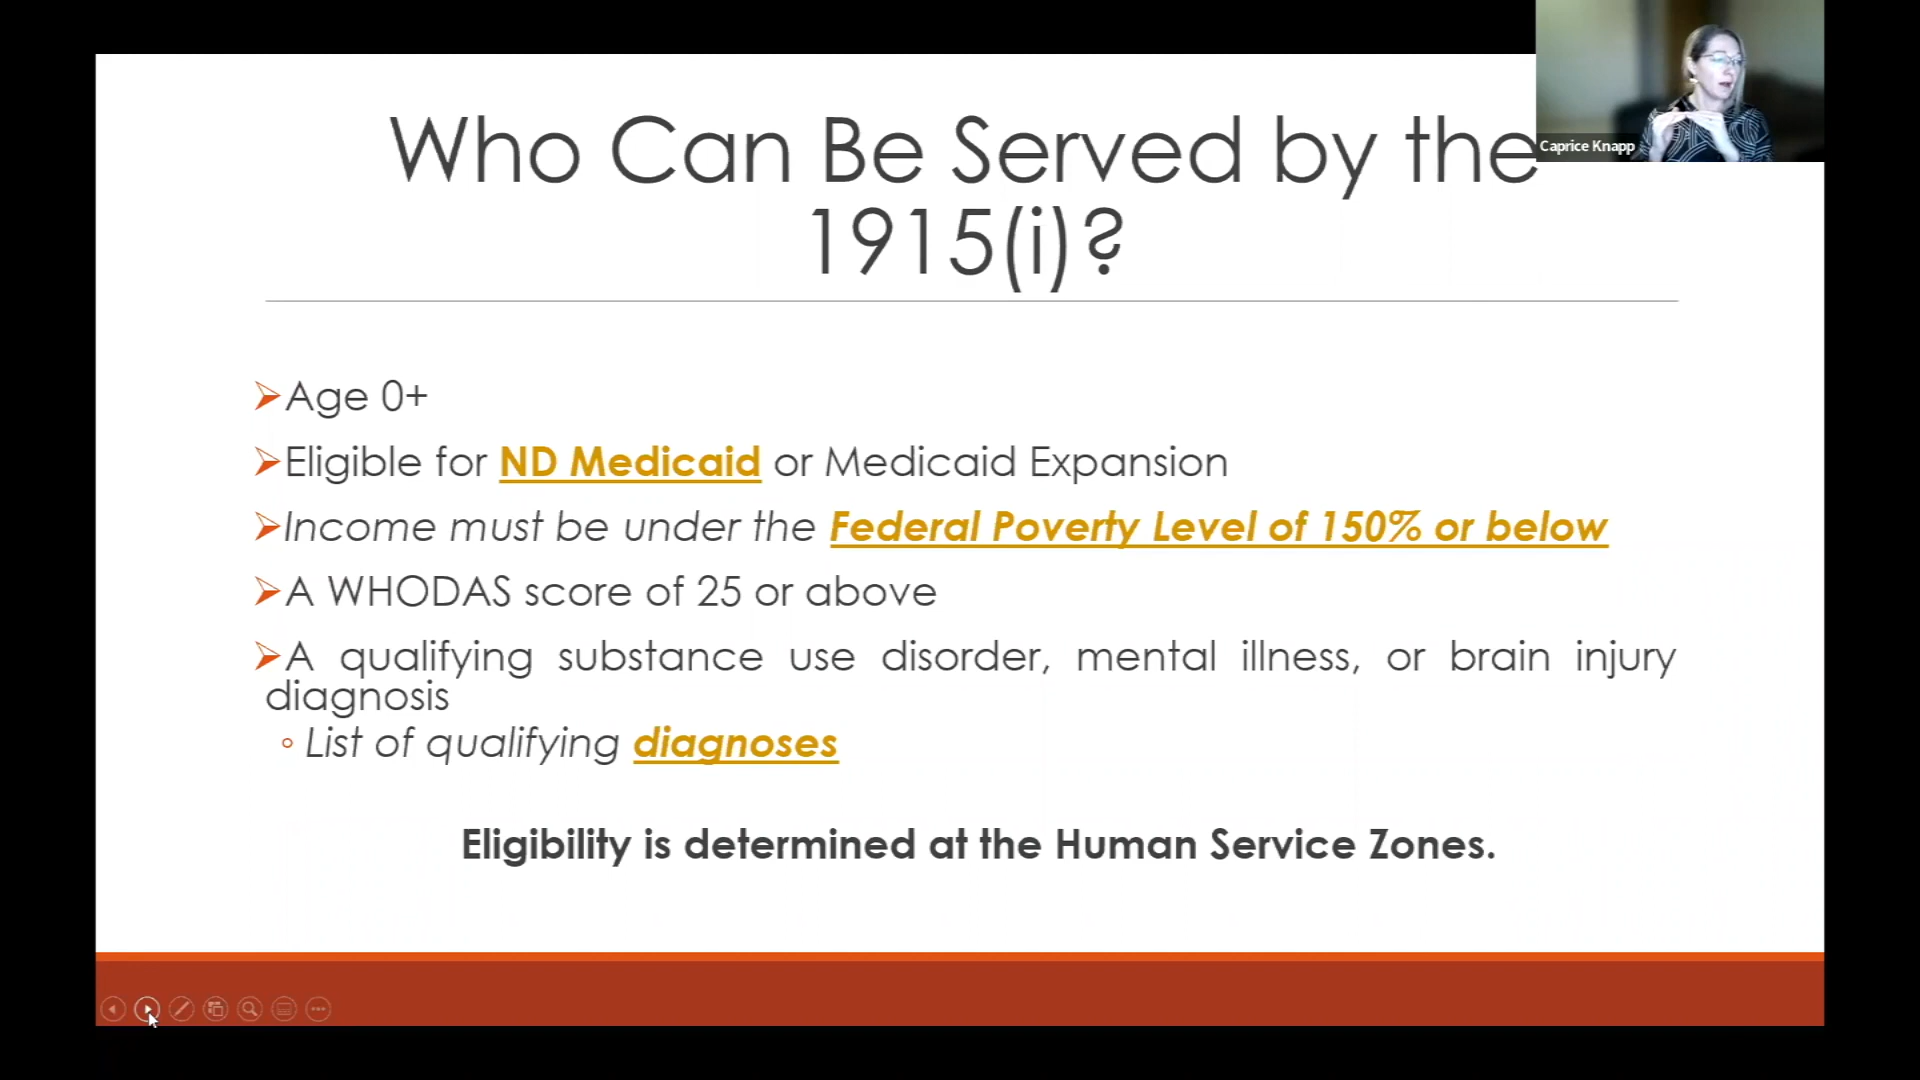 Who Can Be Served by the
1915(i)?
Caprice Knapp
Age 0+
Eligible for ND Medicaid or Medicaid Expansion
Income must be under the Federal Poverty Level of 150% or below
A WHODAS score of 25 or above
A qualifying substance use disorder, mental illness, or brain injury
diagnosis
List of qualifying diagnoses
Eligibility is determined at the Human Service Zones.